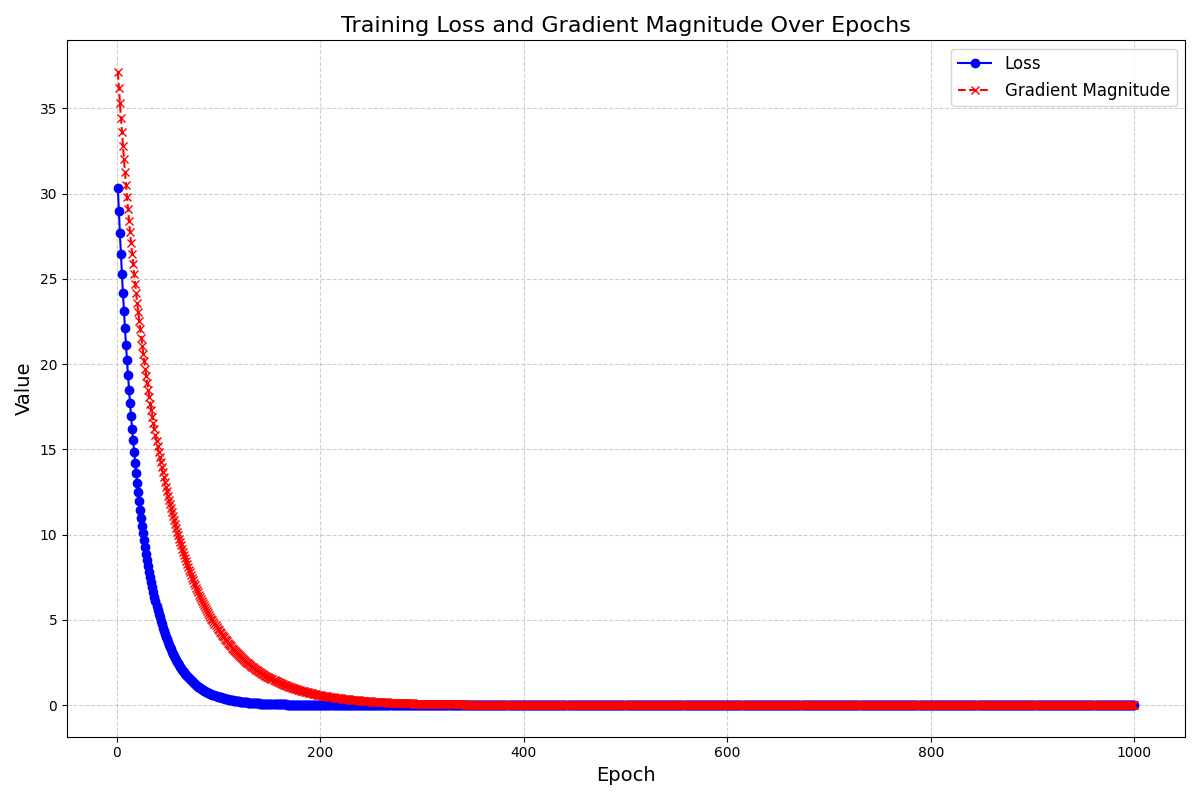 Training Loss and Gradient Magnitude Over Epochs
Loss
Gradient Magnitude
Value
35
30
25
20
15
10
5
0
0 200 400 600 800 1000
Epoch